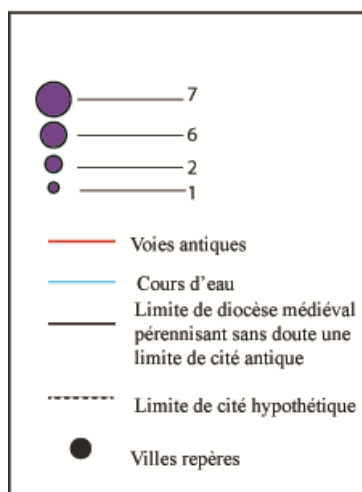 7
6
2
1
Voies antiques
Cours d'eau
Limite de diocèse médiéval
pérennisant sans doute une
limite de cité antique
Limite de cité hypothétique
Villes repères